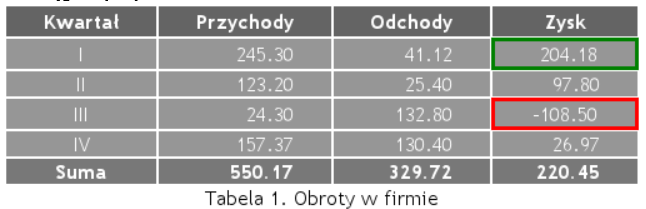 Kwartał Przychody Odchody Zysk
I 245.30 41.12 204.18
II 123.20 25.40 97.80
III 24.30 132.80 -108.50
IV 157.37 130.40 26.97
Suma 550.17 329.72 220.45
Tabela 1. Obroty w firmie